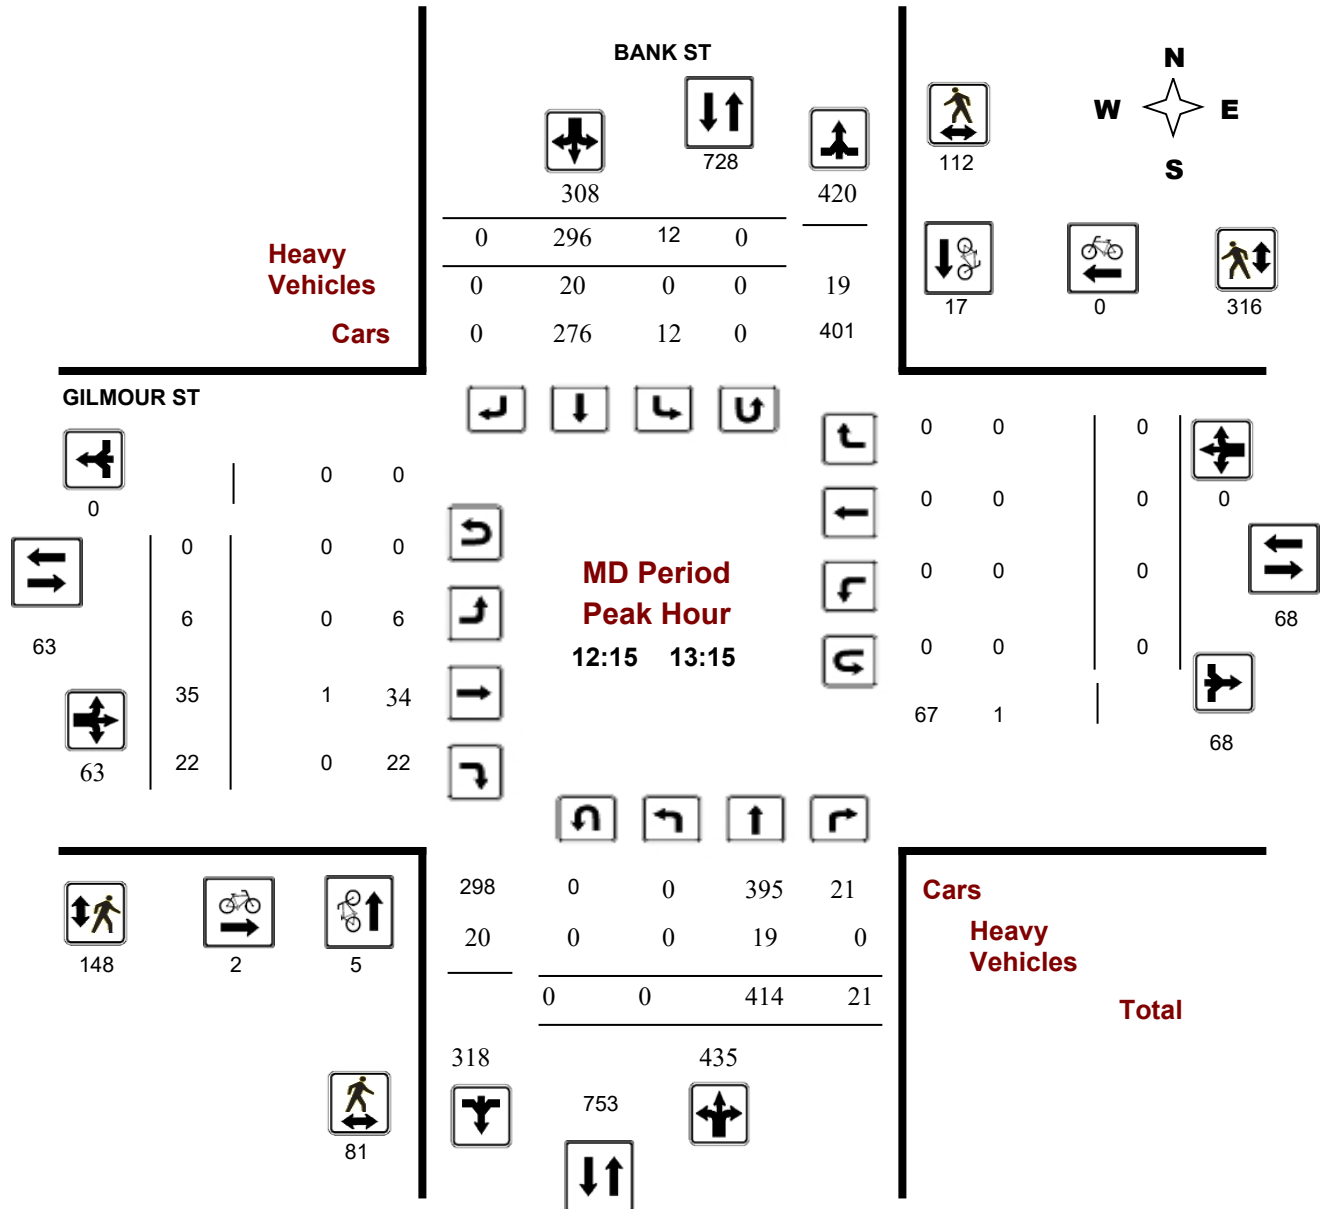 BANK ST
N
W E
S
728
308
420
112
0 296 12 0
Heavy
Vehicles
0 20 0 0 19
17 0 316
Cars
0 276 12 0 401
GILMOUR ST
0 0 0
0 0
0
0 0 0 0
0 0 0
MD Period
0 0 0
Peak Hour
6 0 6
68
63
12:15 13:15
0 0 0
35 1 34
67 1
68
63
22 0 22
298 0 0 395 21
Cars
20 0 0 19 0
Heavy
Vehicles
148 2 5
0 0 414 21
Total
318 435
753
81